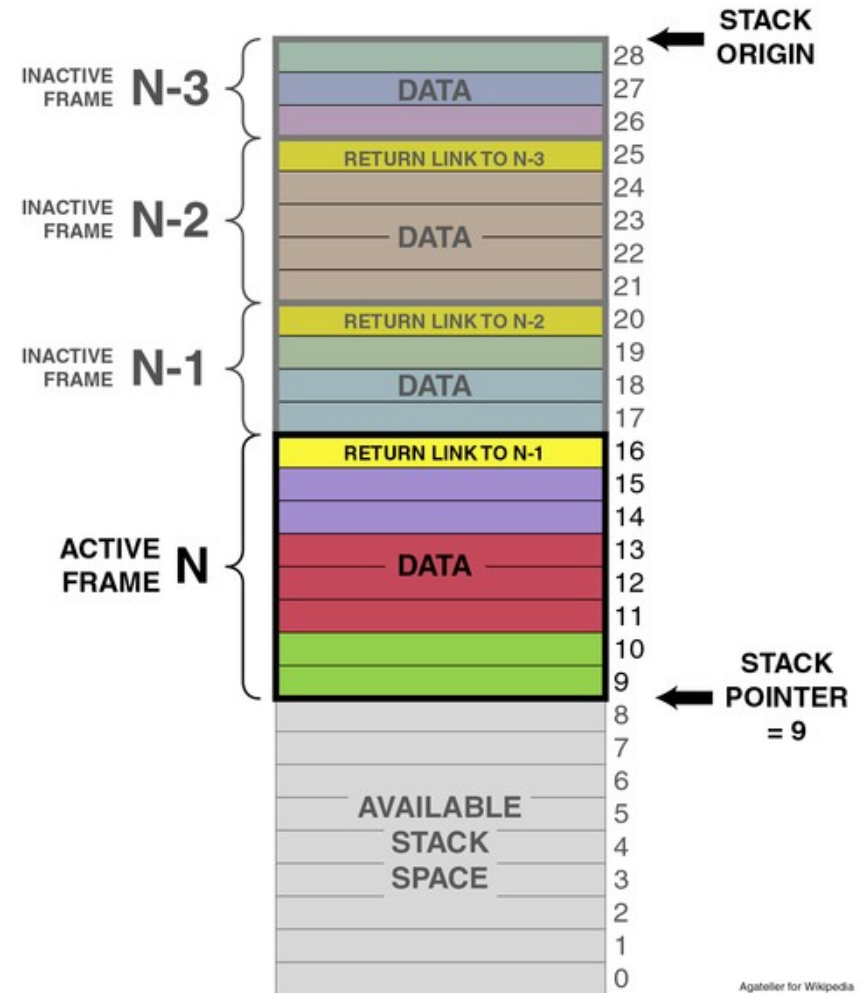 STACK
ORIGIN
28
INACTIVE
FRAME
N-3
DATA
27
26
RETURN LINK TO N-3
25
24
INACTIVE
FRAME
N-2
23
DATA
22
21
RETURN LINK TO N-2
20
19
INACTIVE
FRAME
N-1
DATA
18
17
RETURN LINK TO N-1
16
15
14
ACTIVE
FRAME
N
13
DATA
12
11
10
9
STACK
POINTER
= 9
8
7
6
AVAILABLE
5
STACK
4
SPACE
3
2
1
0
Agateller for Wikipedia